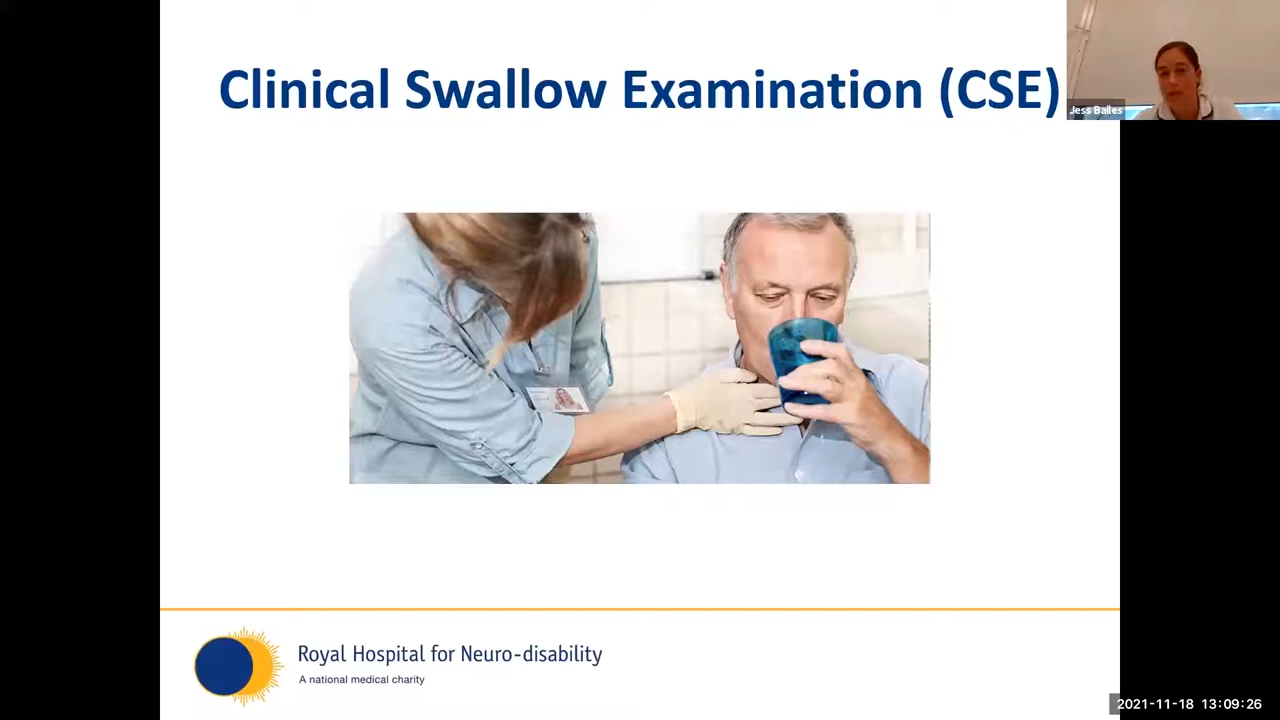 Clinical Swallow Examination (CSE)
Jess Bailes
Royal Hospital for Neuro-disability
A national medical charity
2021-11-18 13:09:26